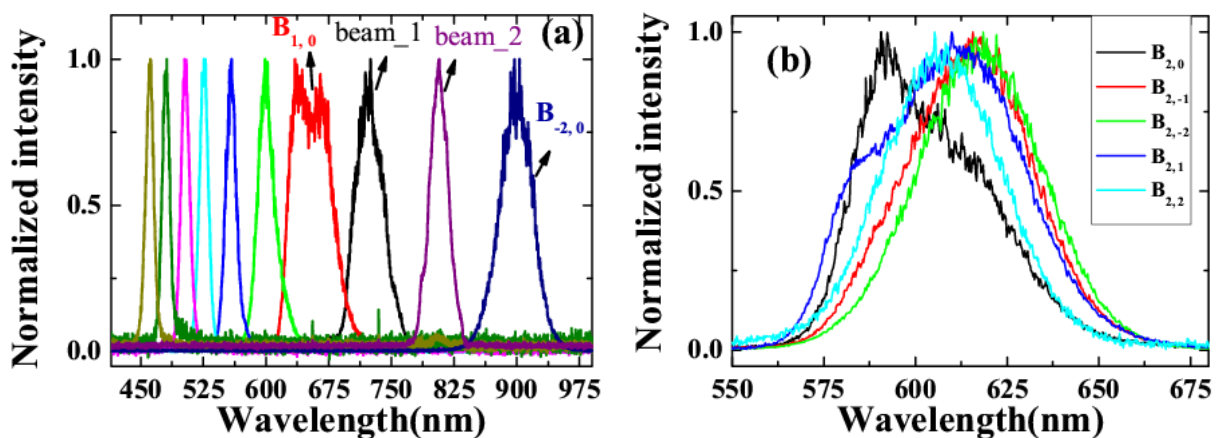 (a)
B1, 0
beam_1
beam_2
B-2, 0
Normalized intensity
1.0
0.5
0.0
450 525 600 675 750 825 900 975
Wavelength(nm)
(b)
B2,0
B2,-1
B2,-2
B2,1
B2,2
Normalized intensity
1.0
0.5
0.0
550 575 600 625 650 675
Wavelength(nm)